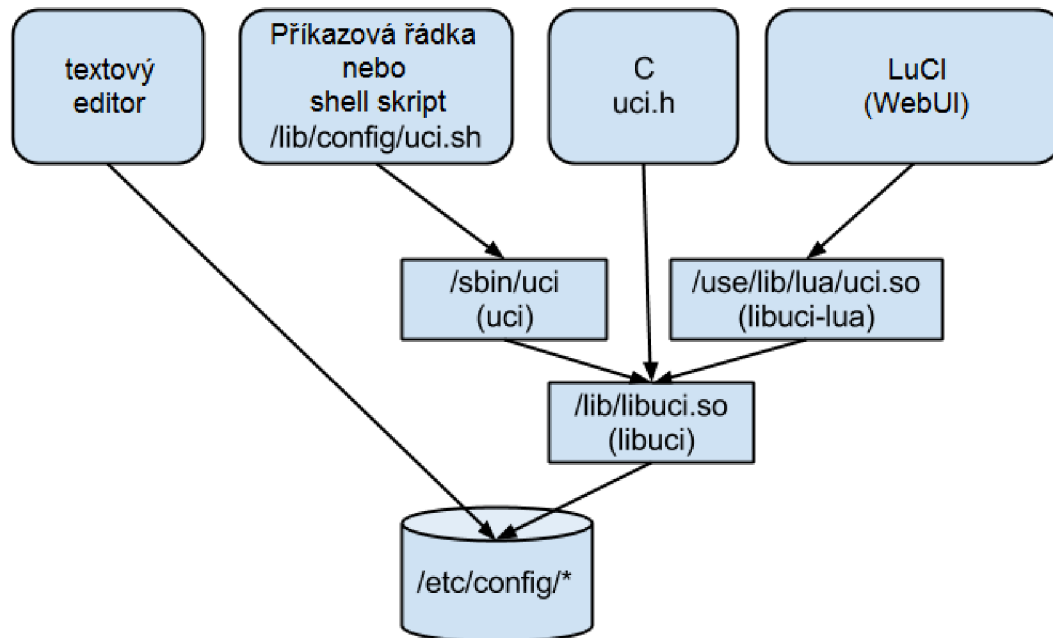 textový
editor
Příkazová řádka
nebo
shell skript
/lib/config/uci.sh
C
uci.h
LuCI
(WebUI)
/sbin/uci
(uci)
/use/lib/lua/uci.so
(libuci-lua)
/lib/libuci.so
(libuci)
/etc/config/*